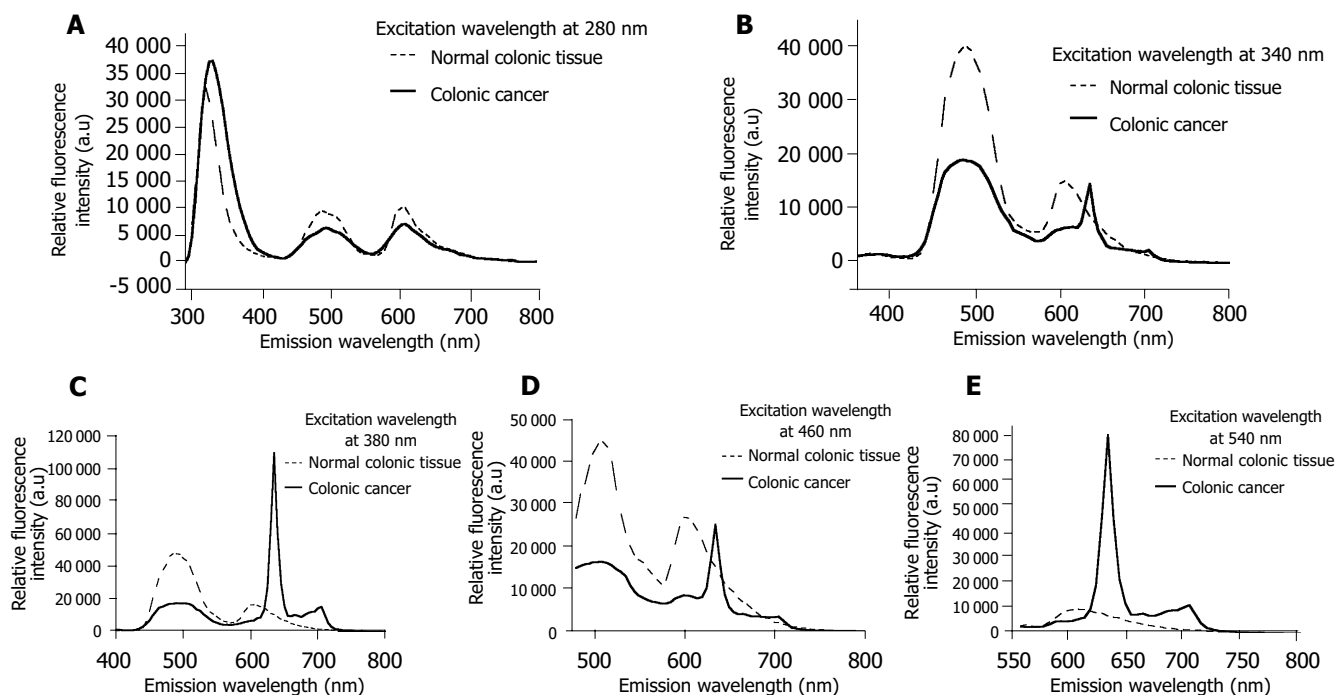 A
Excitation wavelength at 280 nm
Normal colonic tissue
Colonic cancer
Relative fluorescence
intensity (a.u)
40 000
35 000
30 000
25 000
20 000
15 000
10 000
5 000
0
-5 000
300 400 500 600 700 800
Emission wavelength (nm)
B
Excitation wavelength at 340 nm
Normal colonic tissue
Colonic cancer
Relative fluorescence
intensity (a.u)
40 000
30 000
20 000
10 000
0
400 500 600 700 800
Emission wavelength (nm)
C
Excitation wavelength
at 380 nm
Normal colonic tissue
Colonic cancer
Relative fluorescence
intensity (a.u)
120 000
100 000
80 000
60 000
40 000
20 000
0
400 500 600 700 800
Emission wavelength (nm)
D
Excitation wavelength
at 460 nm
Normal colonic tissue
Colonic cancer
Relative fluorescence
intensity (a.u)
50 000
40 000
30 000
20 000
10 000
0
500 600 700 800
Emission wavelength (nm)
E
Excitation wavelength
at 540 nm
Normal colonic tissue
Colonic cancer
Relative fluorescence
intensity (a.u)
80 000
70 000
60 000
50 000
40 000
30 000
20 000
10 000
0
550 600 650 700 800
Emission wavelength (nm)